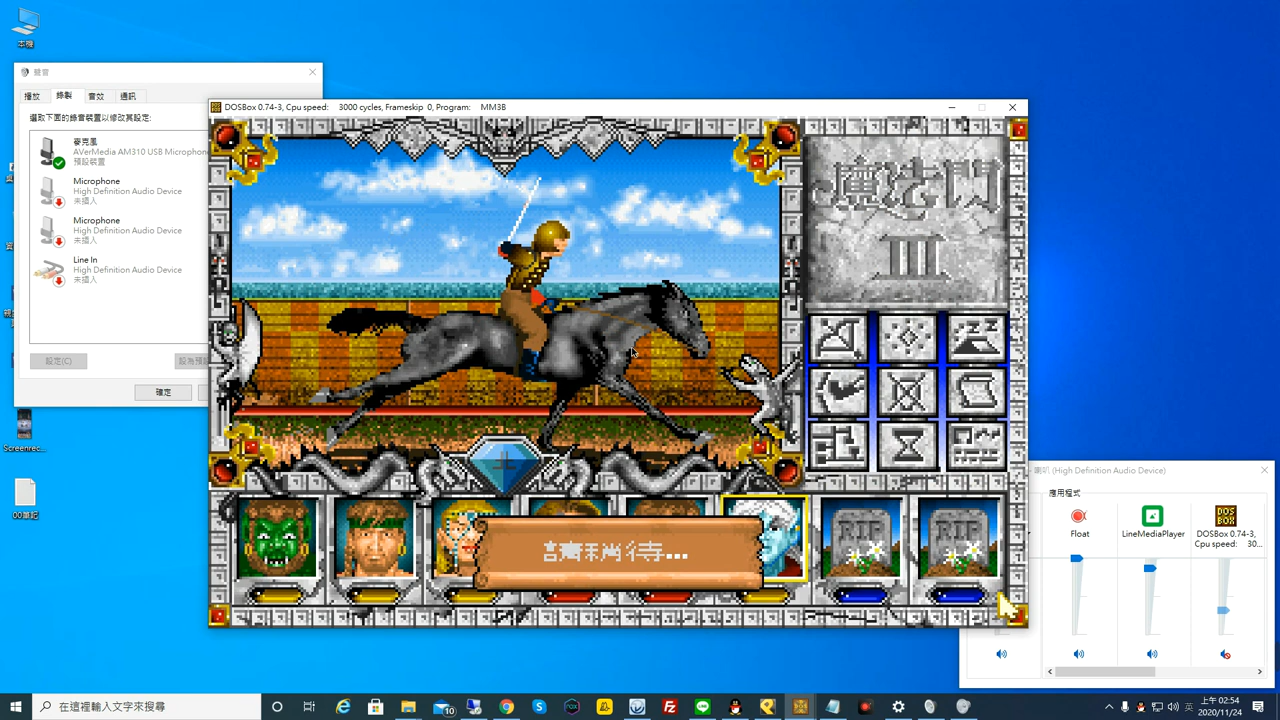 本機
聲音
播放 錄製 音效 通訊
選取下面的錄音裝置以修改其設定:
麥克風
AVerMedia AM310 USB Microphone
預設裝置
Microphone
High Definition Audio Device
未插入
Microphone
High Definition Audio Device
未插入
Line In
High Definition Audio Device
未插入
設定(C)
確定
DOSBox 0.74-3, Cpu speed: 3000 cycles, Frameskip 0, Program: MM3B
魔法門
III
RIP
RIP
請稍待...
Screenrec...
00筆記
喇叭 (High Definition Audio Device)
應用程式
Float
LineMediaPlayer
DOSBox 0.74-3,
Cpu speed: 30...
在這裡輸入文字來搜尋
10
英
上午 02:54
2020/11/24